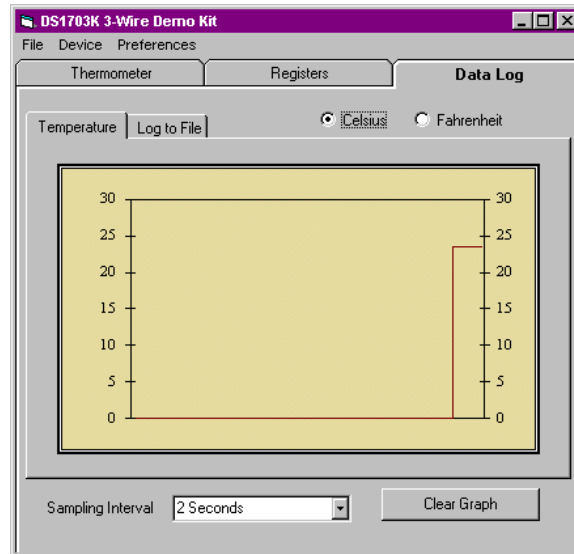 DS1703K 3-Wire Demo Kit
File Device Preferences
Thermometer Registers Data Log
Temperature Log to File Celsius Fahrenheit
30 30
25 25
20 20
15 15
10 10
5 5
0 0
Sampling Interval 2 Seconds Clear Graph